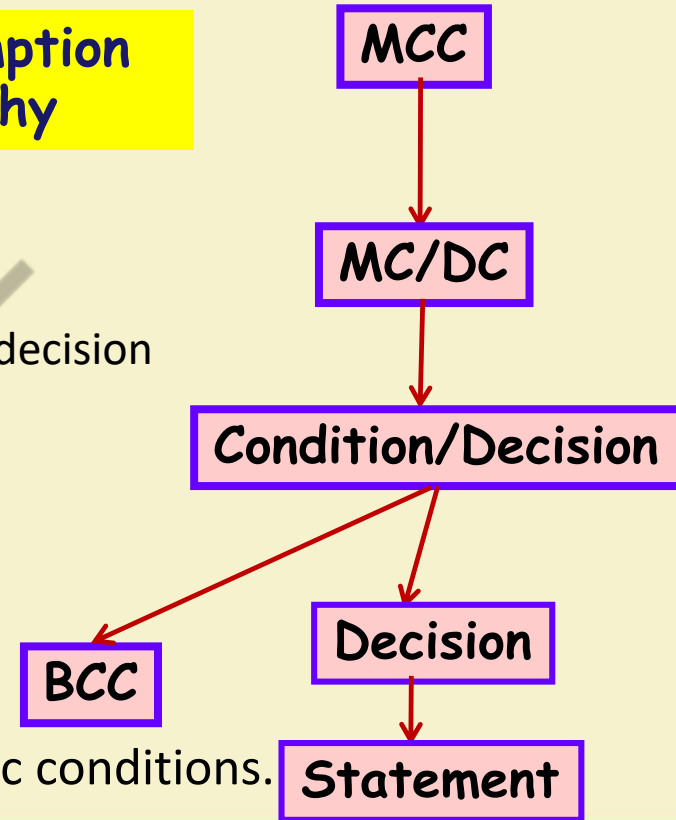 MCC
ption
hy
MC/DC
decision
Condition/Decision
Decision
BCC
c conditions.
Statement